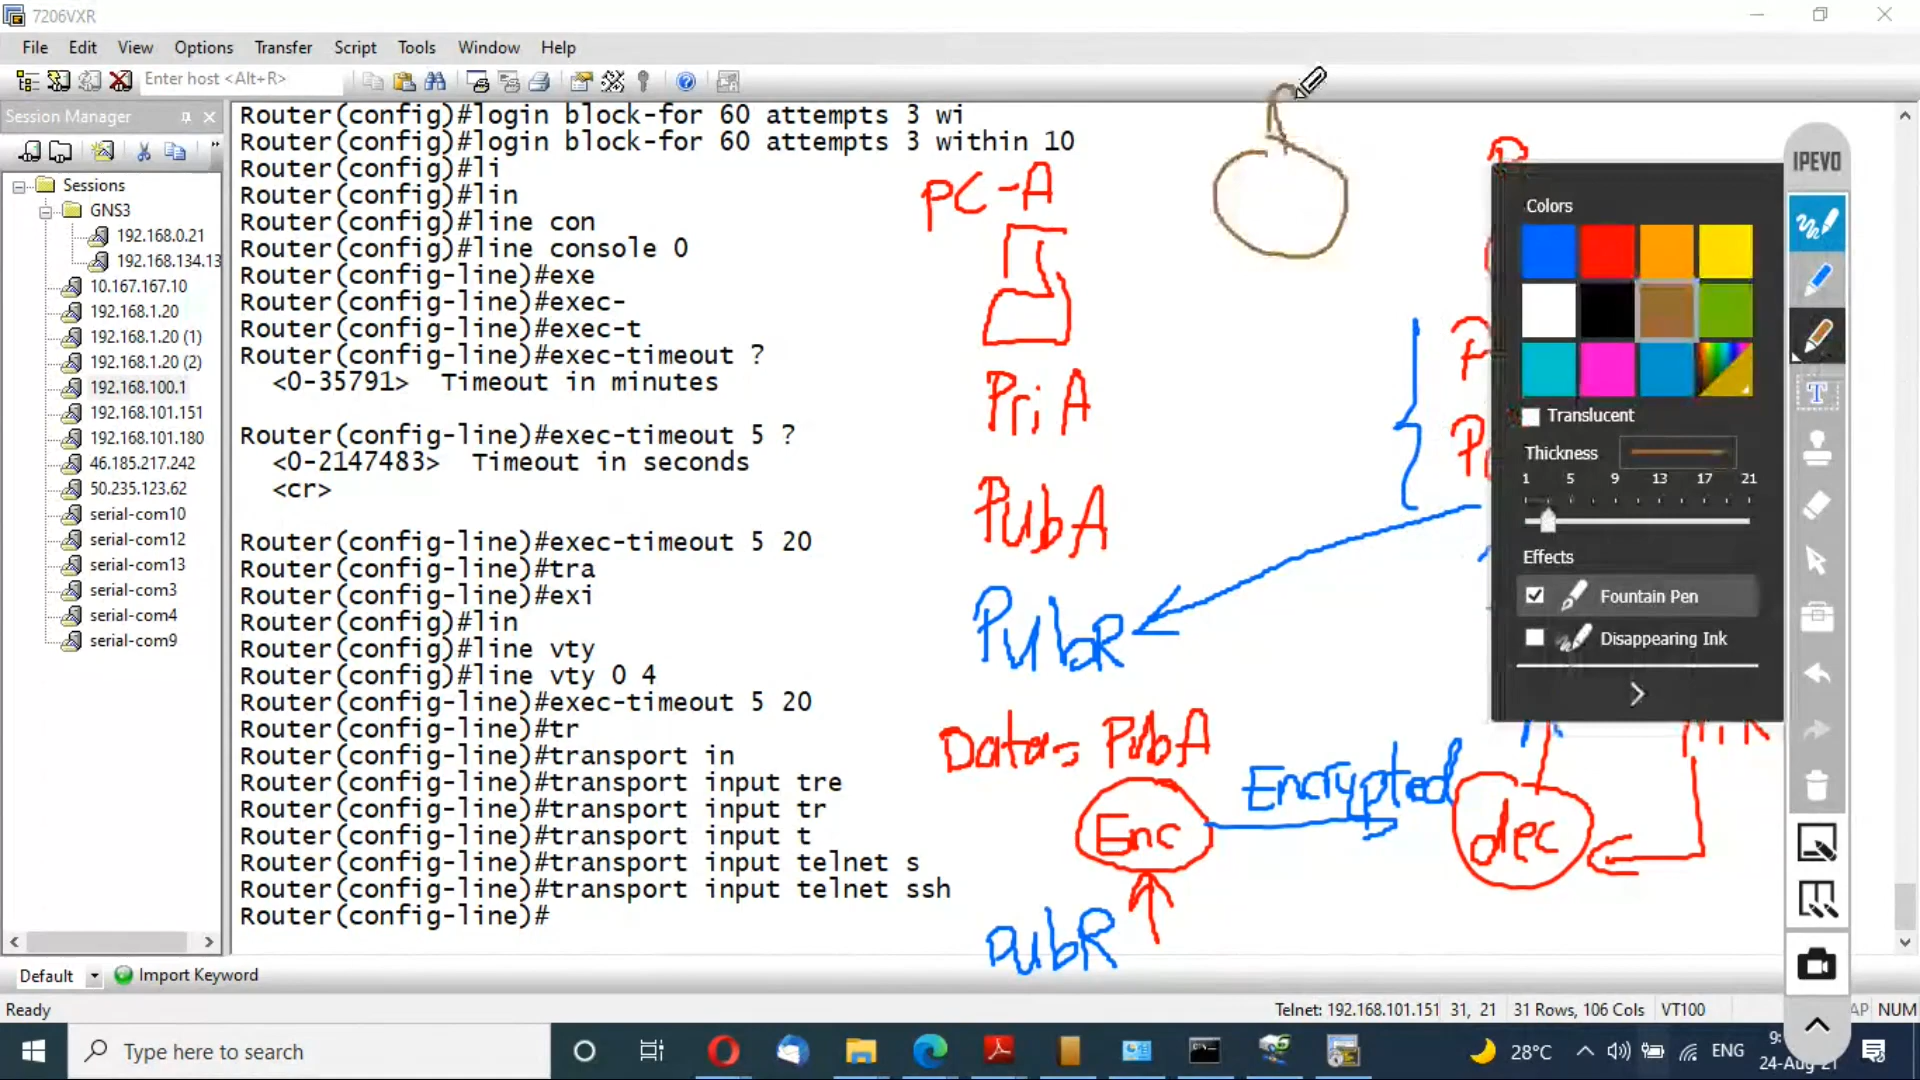 7206VXR
File Edit View Options Transfer Script Tools Window Help
Enter host <Alt+R>
Session Manager
Sessions
GNS3
192.168.0.21
192.168.134.13
10.167.167.10
192.168.1.20
192.168.1.20 (1)
192.168.1.20 (2)
192.168.100.1
192.168.101.151
192.168.101.180
46.185.217.242
50.235.123.62
serial-com10
serial-com12
serial-com13
serial-com3
serial-com4
serial-com9
Router(config)#login block-for 60 attempts 3 wi
Router(config)#login block-for 60 attempts 3 within 10
Router(config)#li
Router(config)#lin
Router(config)#line con
Router(config)#line console 0
Router(config-line)#exe
Router(config-line)#exec-
Router(config-line)#exec-t
Router(config-line)#exec-timeout ?
<0-35791> Timeout in minutes
Router(config-line)#exec-timeout 5 ?
<0-2147483> Timeout in seconds
<cr>
Router(config-line)#exec-timeout 5 20
Router(config-line)#tra
Router(config-line)#exi
Router(config)#lin
Router(config)#line vty
Router(config)#line vty 0 4
Router(config-line)#exec-timeout 5 20
Router(config-line)#tr
Router(config-line)#transport in
Router(config-line)#transport input tre
Router(config-line)#transport input tr
Router(config-line)#transport input t
Router(config-line)#transport input telnet s
Router(config-line)#transport input telnet ssh
Router(config-line)#
PC-A
Pri A
PUb A
PUbR
Data= PUbA
Enc
Encrypted
dec
pubR
IPEVO
Colors
Translucent
Thickness
1 5 9 13 17 21
Effects
Fountain Pen
Disappearing Ink
Default Import Keyword
Ready
Telnet: 192.168.101.151 31, 21 31 Rows, 106 Cols VT100 AP NUM
Type here to search
28°C ENG
24-Aug-21